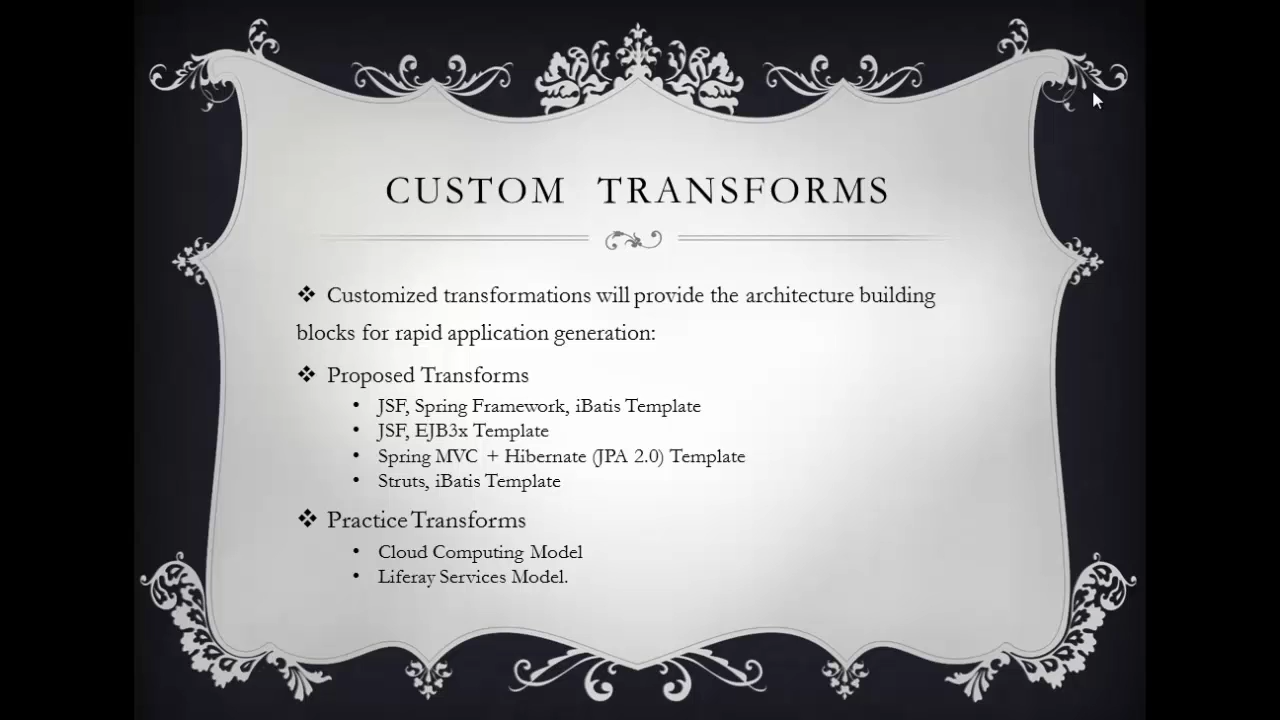 CUSTOM TRANSFORMS
❖ Customized transformations will provide the architecture building
blocks for rapid application generation:
❖ Proposed Transforms
• JSF, Spring Framework, iBatis Template
• JSF, EJB3x Template
• Spring MVC + Hibernate (JPA 2.0) Template
• Struts, iBatis Template
❖ Practice Transforms
• Cloud Computing Model
• Liferay Services Model.